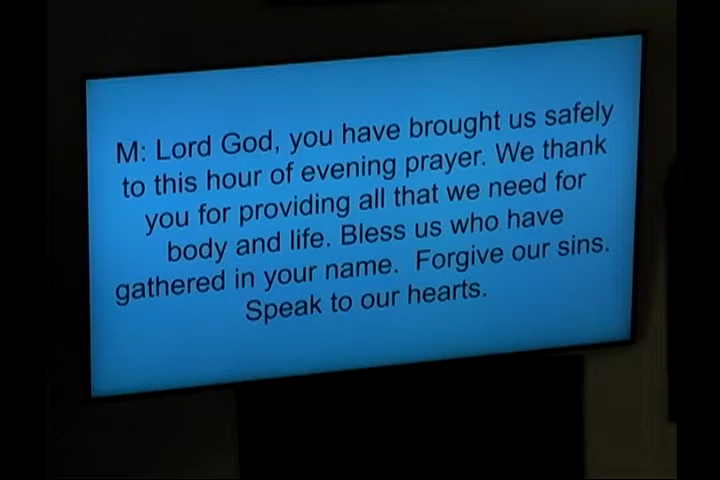 M: Lord God, you have brought us safely
to this hour of evening prayer. We thank
you for providing all that we need for
body and life. Bless us who have
gathered in your name.  Forgive our sins.
Speak to our hearts.